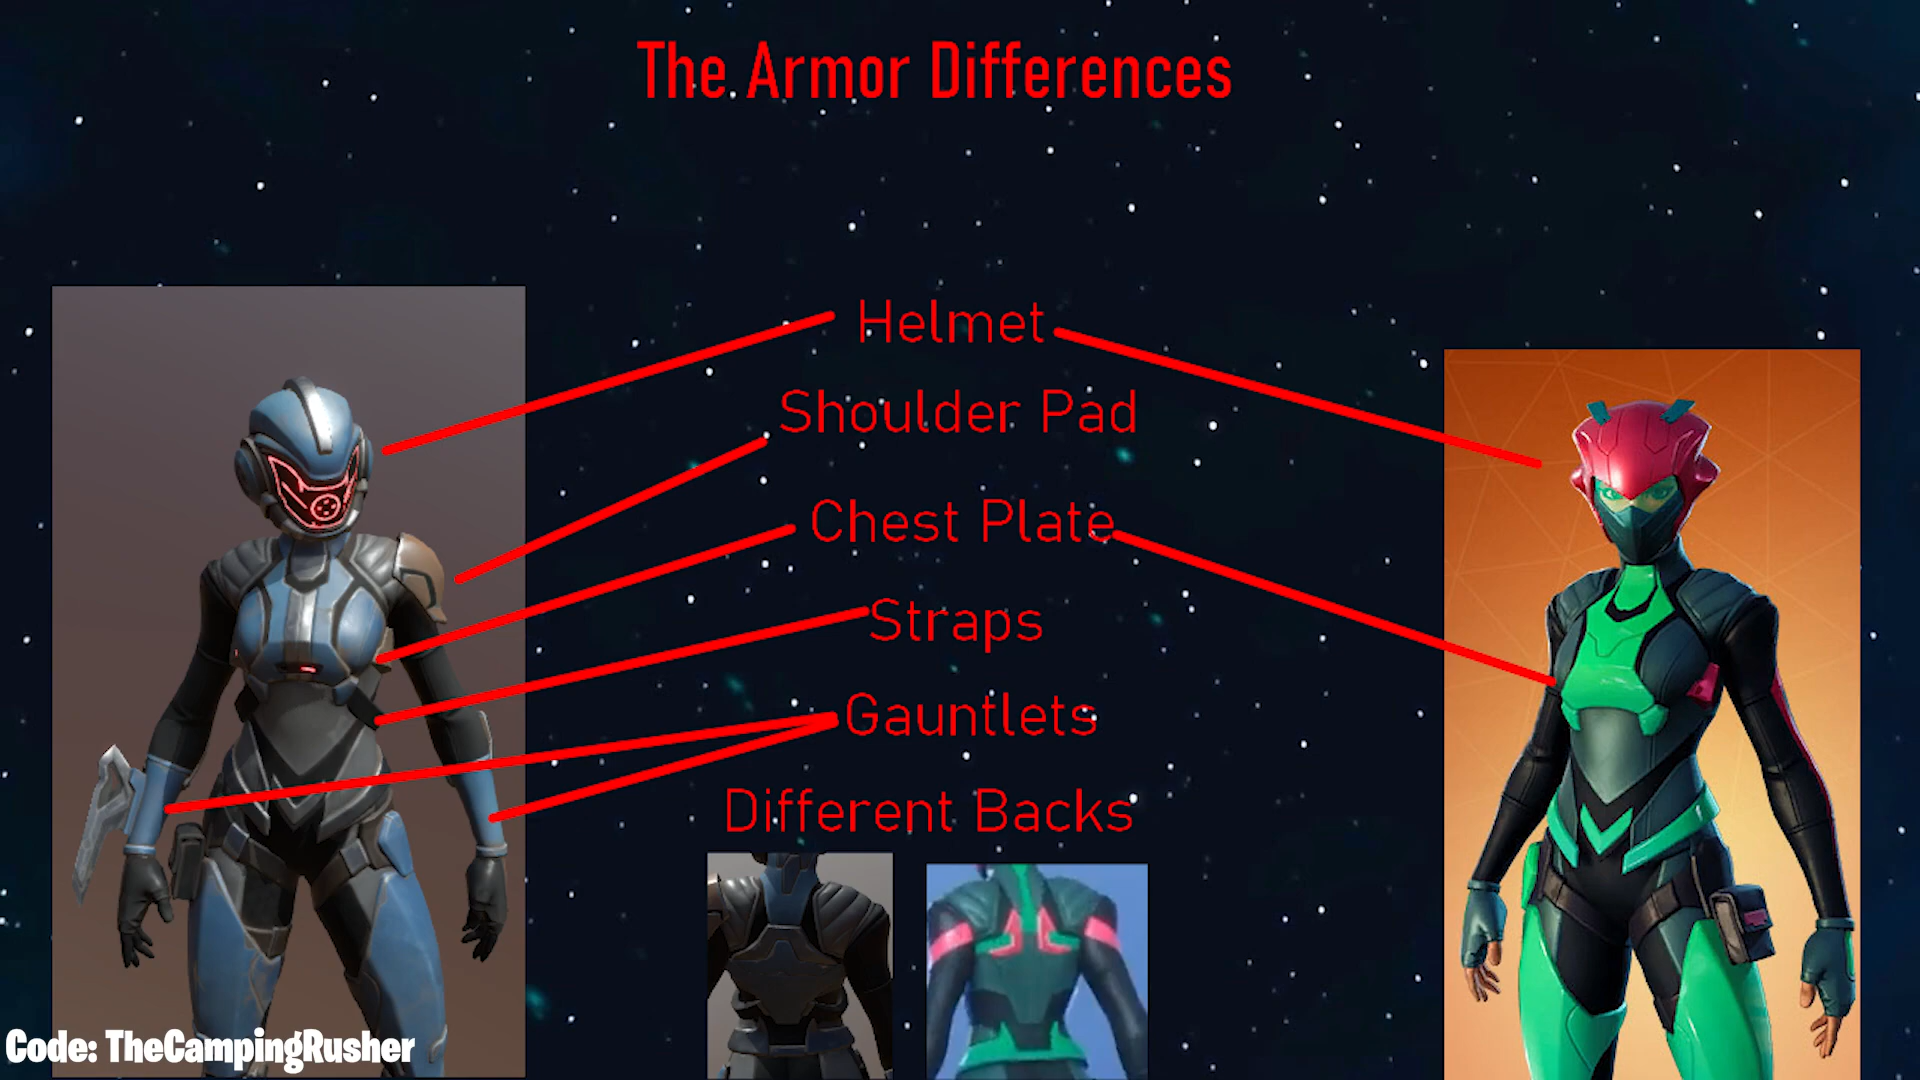 The Armor Differences
Helmet
Shoulder Pad
Chest Plate
Straps
Gauntlets
Different Backs
Code: TheCampingRusher